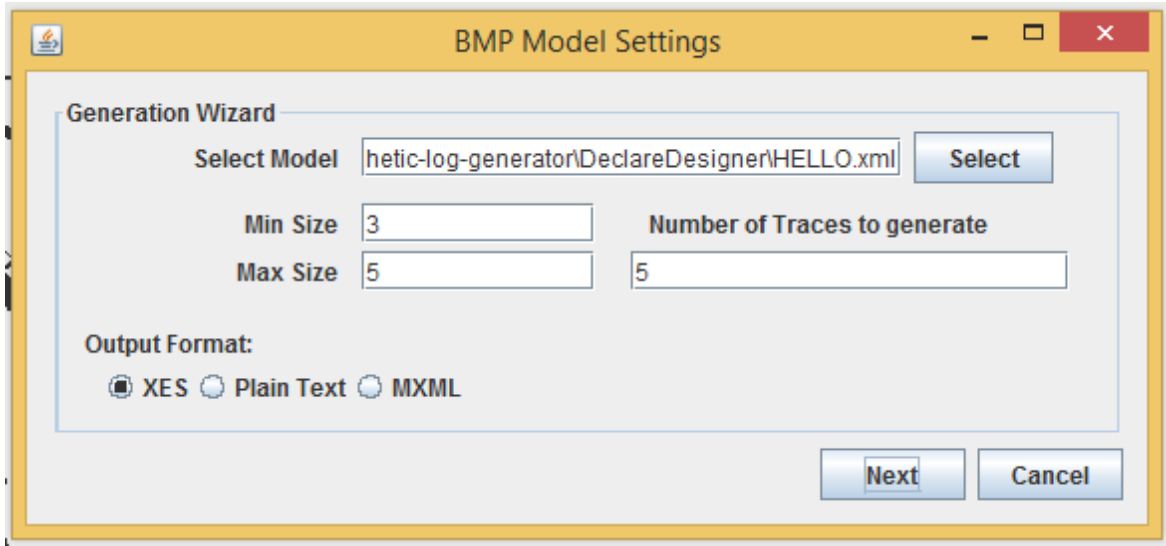 BMP Model Settings
Generation Wizard
Select Model hetic-log-generator\DeclareDesigner\HELLO.xml Select
Min Size 3 Number of Traces to generate
Max Size 5 5
Output Format:
XES Plain Text MXML
Next Cancel